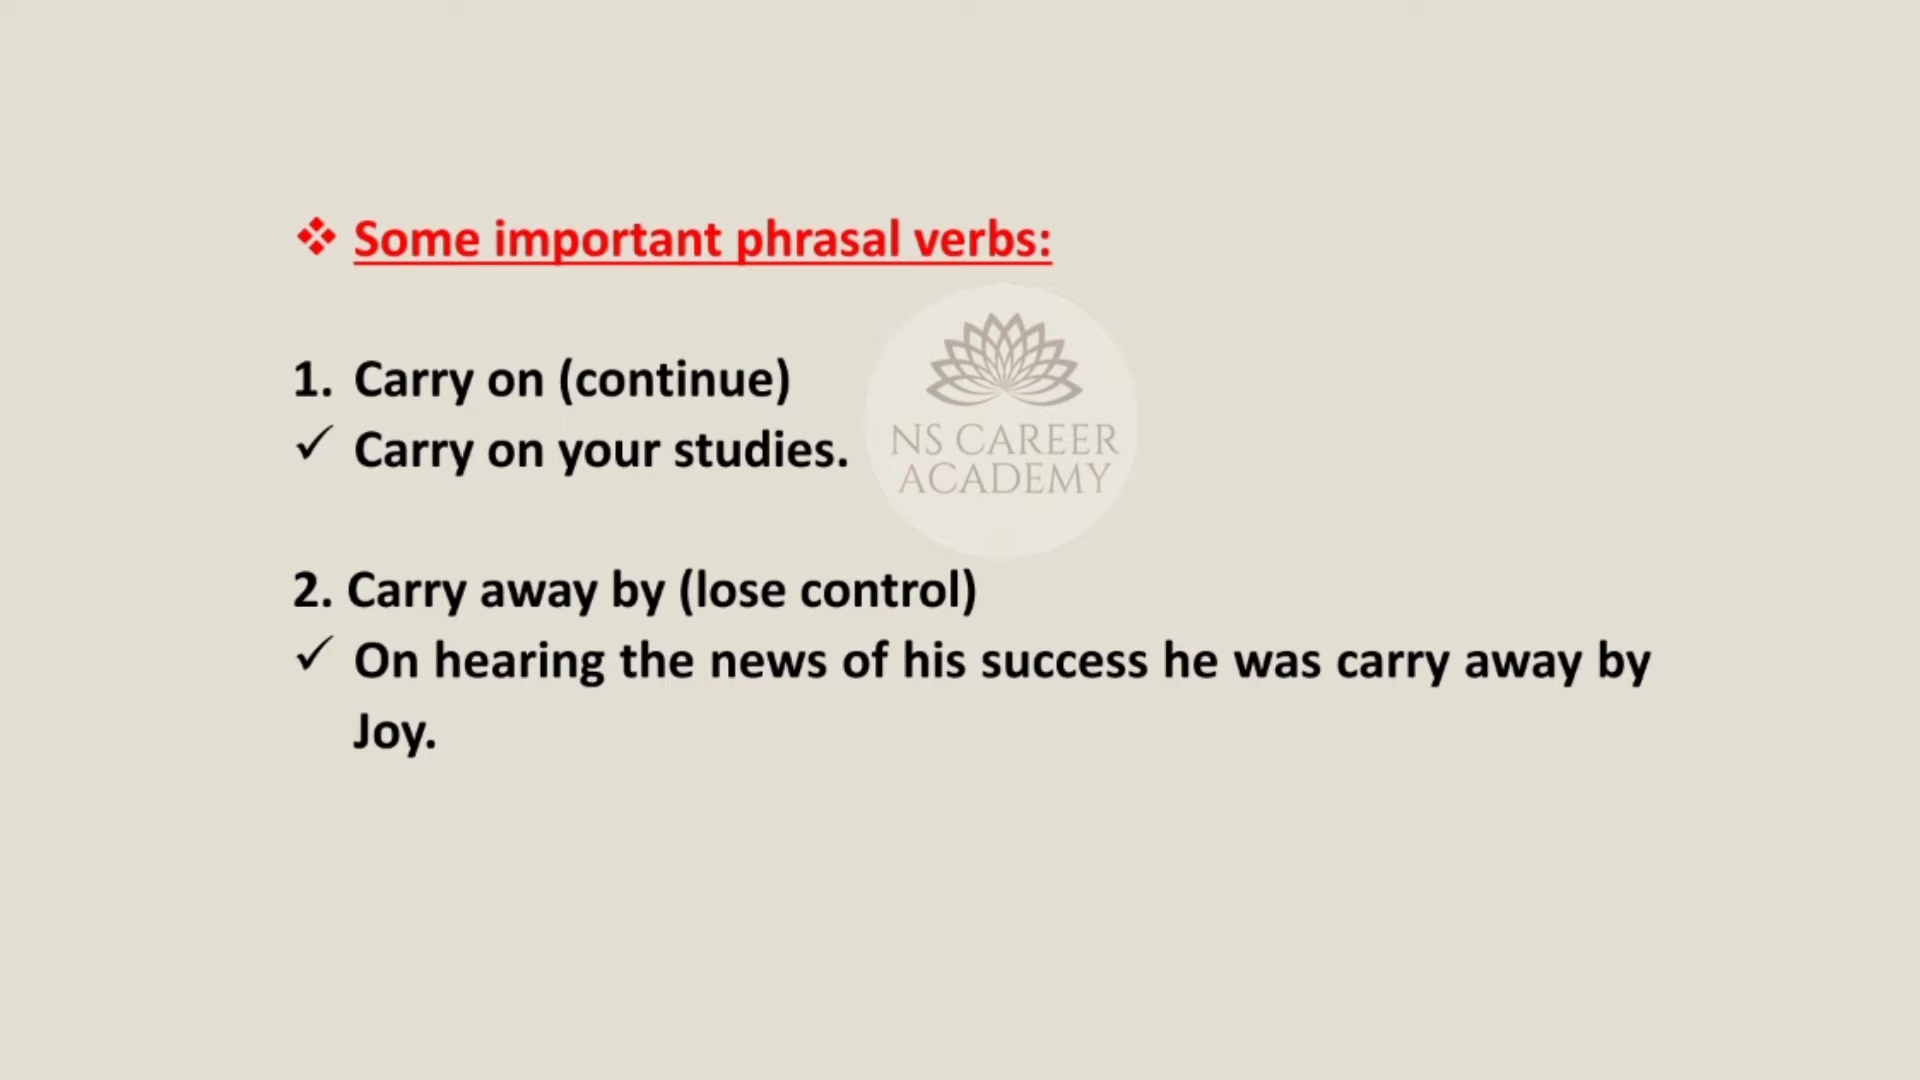 ❖ Some important phrasal verbs:
1. Carry on (continue)
✓ Carry on your studies.
NS CAREER
ACADEMY
2. Carry away by (lose control)
✓ On hearing the news of his success he was carry away by
Joy.